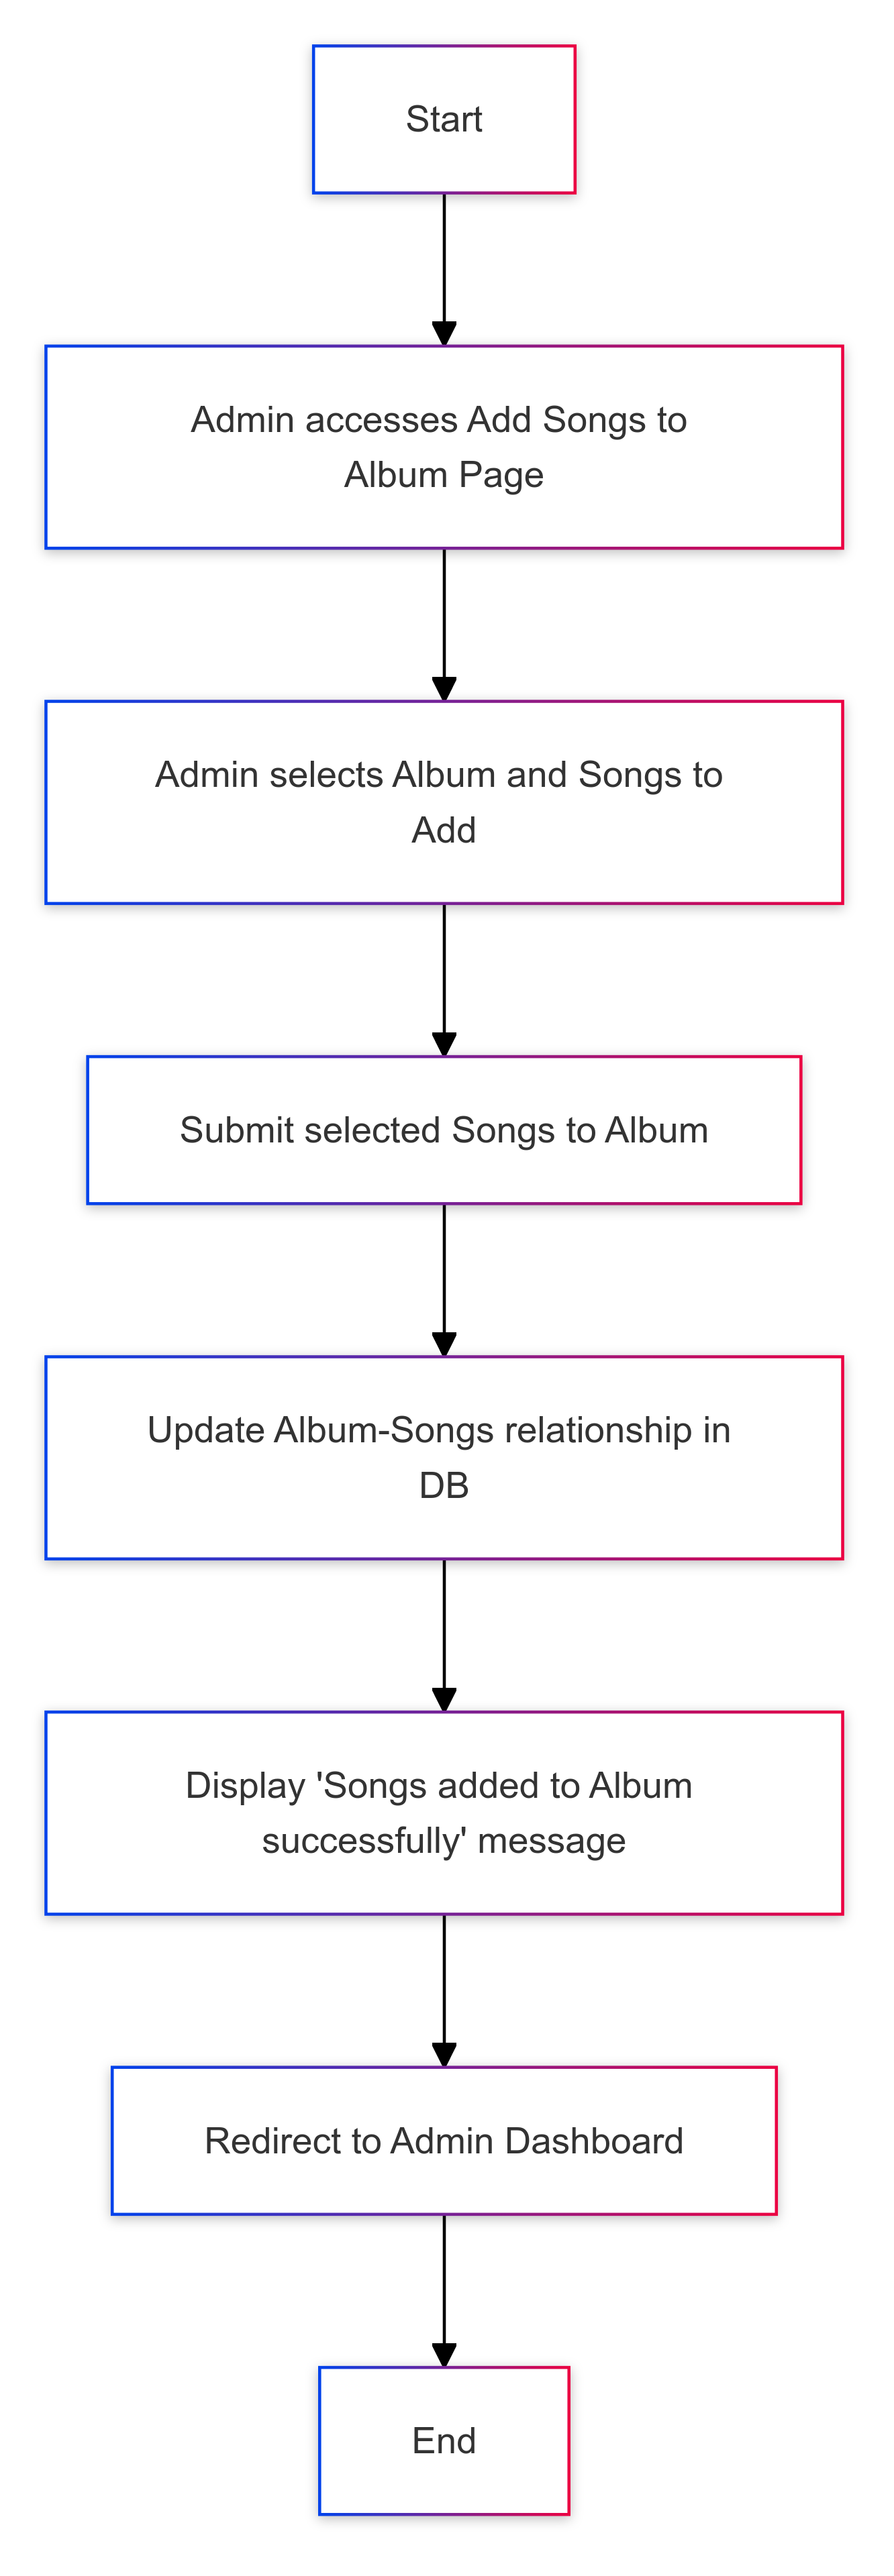 Start
Admin accesses Add Songs to
Album Page
Admin selects Album and Songs to
Add
Submit selected Songs to Album
Update Album-Songs relationship in
DB
Display 'Songs added to Album
successfully' message
Redirect to Admin Dashboard
End